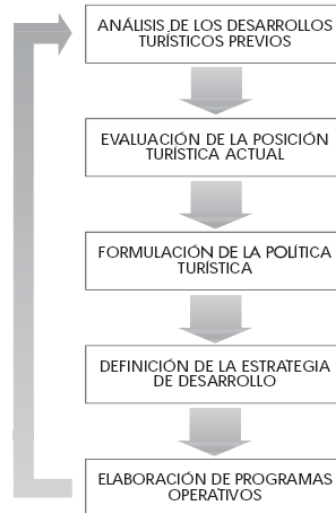 ANÁLISIS DE LOS DESARROLLOS
TURÍSTICOS PREVIOS
EVALUACIÓN DE LA POSICIÓN
TURÍSTICA ACTUAL
FORMULACIÓN DE LA POLÍTICA
TURÍSTICA
DEFINICIÓN DE LA ESTRATEGIA
DE DESARROLLO
ELABORACIÓN DE PROGRAMAS
OPERATIVOS